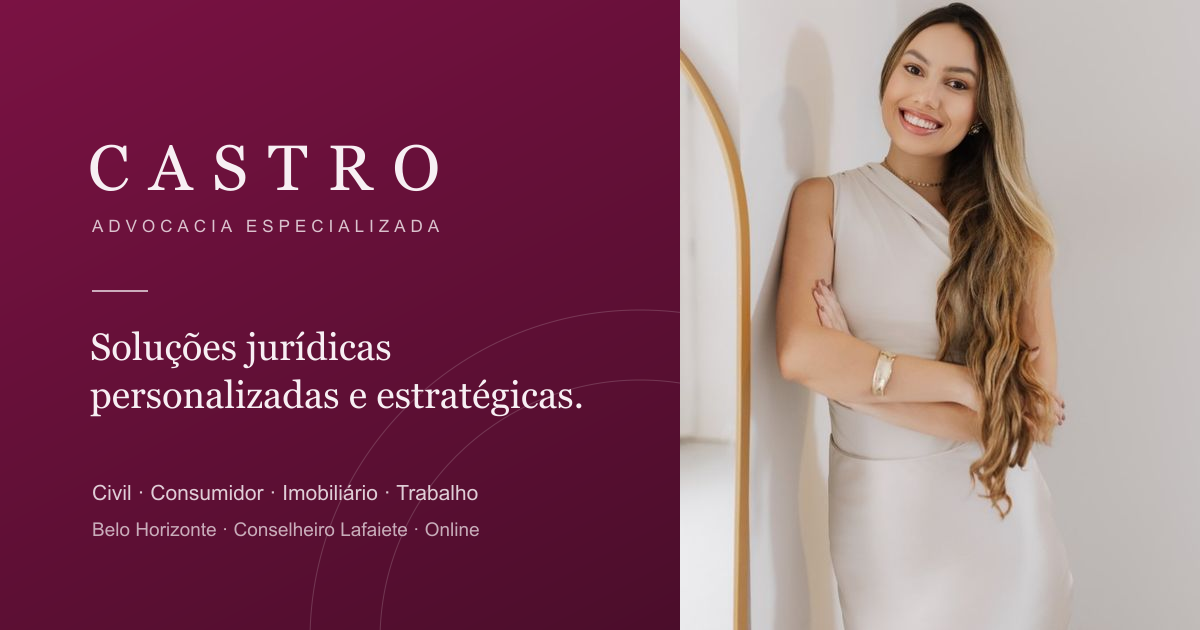 CASTRO
ADVOCACIA ESPECIALIZADA
Soluções jurídicas
personalizadas e estratégicas.
Civil · Consumidor · Imobiliário · Trabalho
Belo Horizonte · Conselheiro Lafaiete · Online